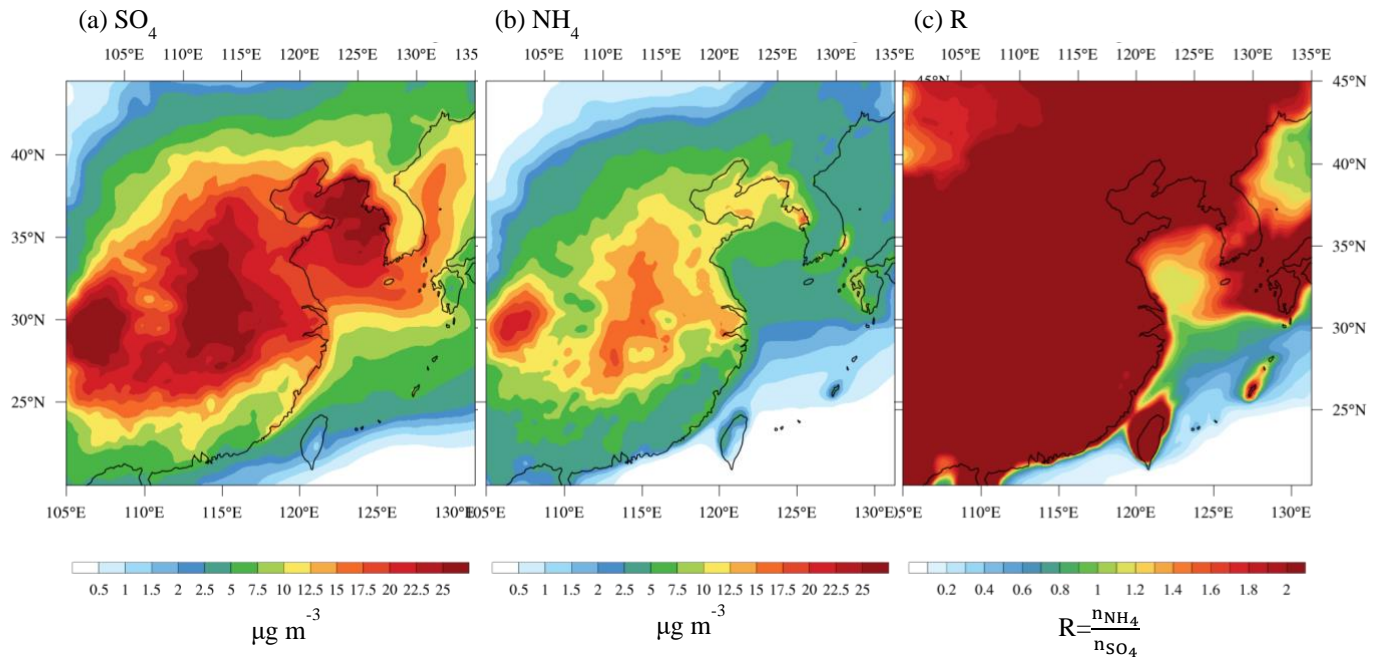 (a) SO4
(b) NH4
(c) R
105°E 110°E 115°E 120°E 125°E 130°E 135°E
105°E 110°E 115°E 120°E 125°E 130°E 135
105°E 110°E 115°E 120°E 125°E 130°E 135°E
45°N
45°N
40°N
40°N
35°N
35°N
30°N
30°N
25°N
25°N
105°E 110°E 115°E 120°E 125°E 130°E
105°E 110°E 115°E 120°E 125°E 130°E
105°E 110°E 115°E 120°E 125°E 130°E
0.5 1 1.5 2 2.5 5 7.5 10 12.5 15 17.5 20 22.5 25
0.5 1 1.5 2 2.5 5 7.5 10 12.5 15 17.5 20 22.5 25
0.2 0.4 0.6 0.8 1 1.2 1.4 1.6 1.8 2
μg m-3
μg m-3
R=nNH4
nSO4